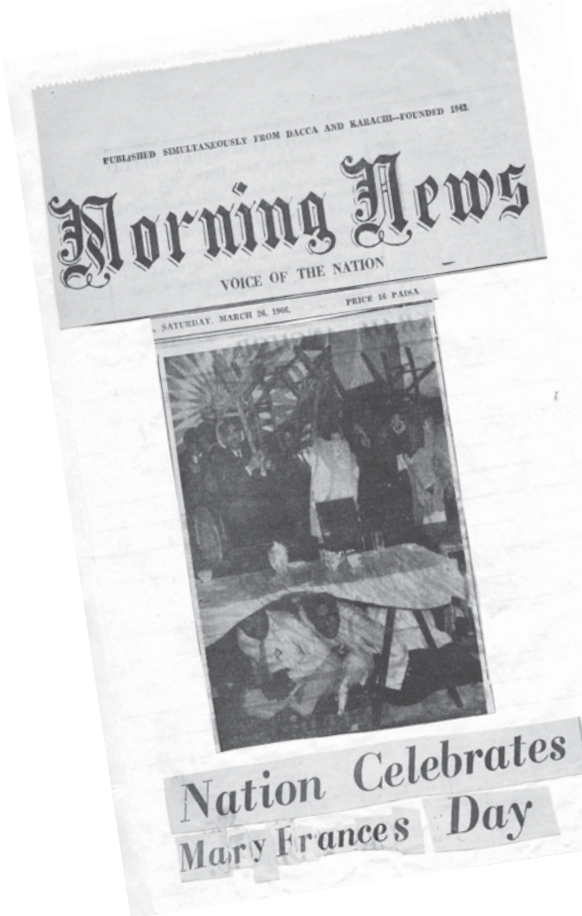 PUBLISHED SIMULTANEOUSLY FROM DACCA AND KARACHI—FOUNDED 1942.
Morning News
VOICE OF THE NATION
SATURDAY, MARCH 26, 1966. PRICE 16 PAISA
Nation Celebrates
Mary Frances Day